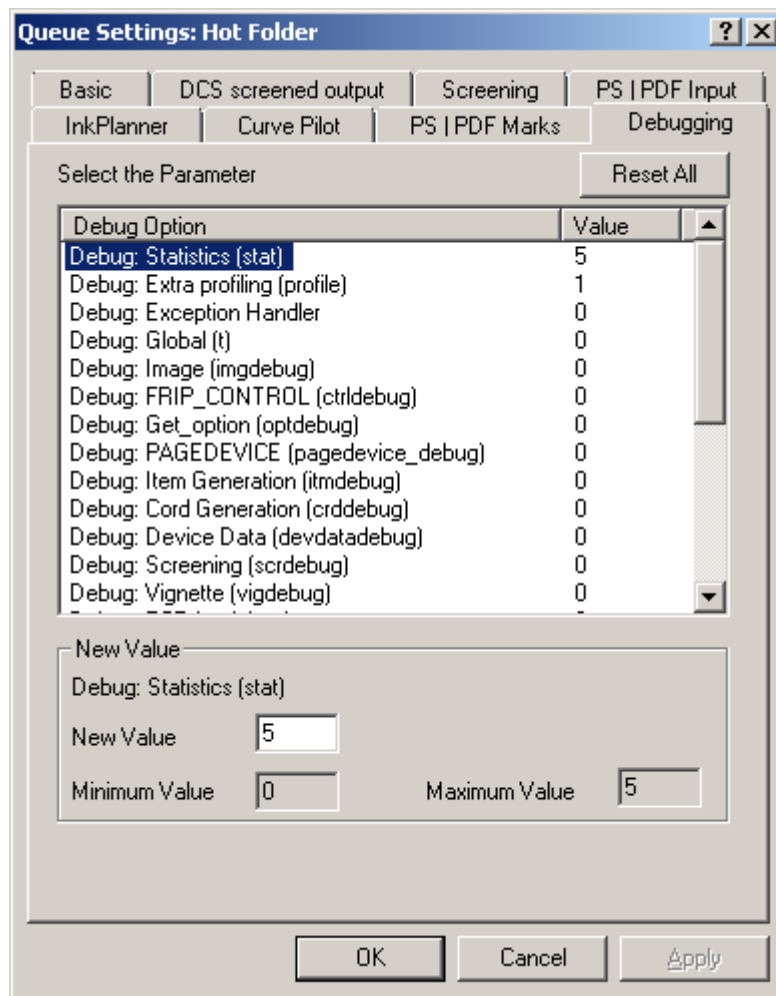 Queue Settings: Hot Folder
Basic DCS screened output Screening PS | PDF Input
InkPlanner Curve Pilot PS | PDF Marks Debugging
Select the Parameter Reset All
Debug Option Value
Debug: Statistics (stat) 5
Debug: Extra profiling (profile) 1
Debug: Exception Handler 0
Debug: Global (t) 0
Debug: Image (imgdebug) 0
Debug: FRIP_CONTROL (ctrldebug) 0
Debug: Get_option (optdebug) 0
Debug: PAGEDEVICE (pagedevice_debug) 0
Debug: Item Generation (itmdebug) 0
Debug: Cord Generation (crddebug) 0
Debug: Device Data (devdatadebug) 0
Debug: Screening (scrdebug) 0
Debug: Vignette (vigdebug) 0
New Value
Debug: Statistics (stat)
New Value 5
Minimum Value 0 Maximum Value 5
OK Cancel Apply